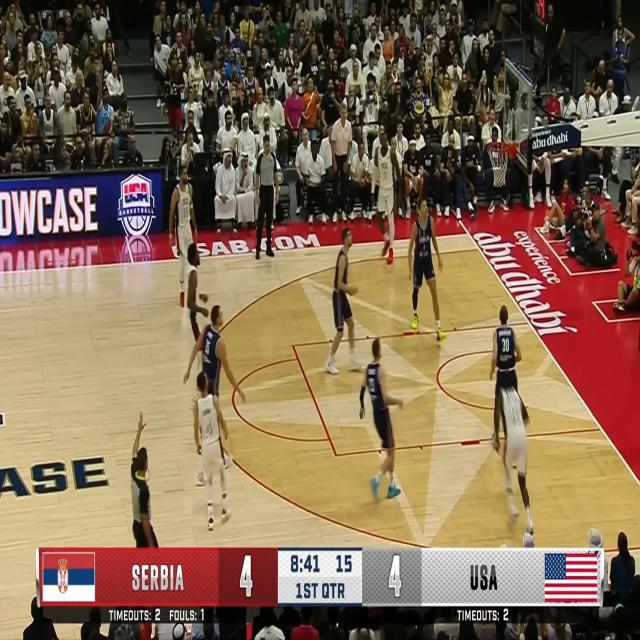 abu dhabi
OWCASE
USA
BASKETBALL
SAB.COM
experience
abu dhabi
30
ASE
SERBIA 4 8:41 15 4 USA
1ST QTR
TIMEOUTS: 2 FOULS: 1 TIMEOUTS: 2